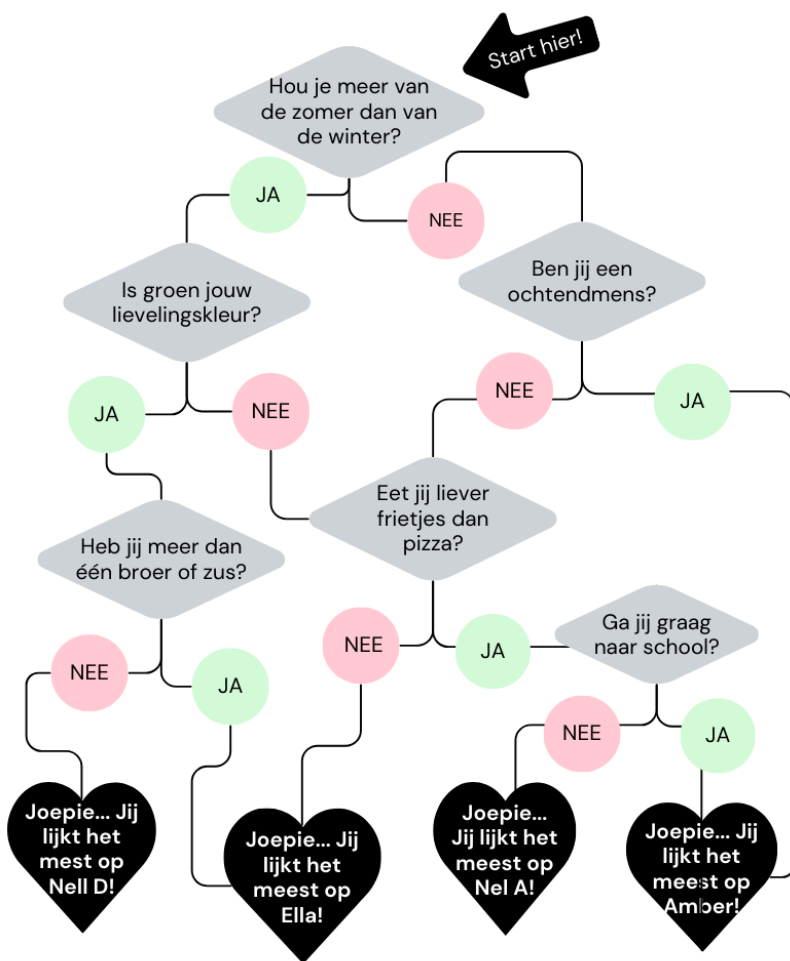 Start hier!
Hou je meer van
de zomer dan van
de winter?
JA
NEE
Is groen jouw
lievelingskleur?
Ben jij een
ochtendmens?
JA
NEE
NEE
JA
Eet jij liever
frietjes dan
pizza?
Heb jij meer dan
één broer of zus?
Ga jij graag
naar school?
NEE
JA
NEE
JA
NEE
JA
Joepie... Jij
lijkt het
mest op
Nell D!
Joepie... Jij
lijkt het
meest op
Ella!
Joepie...
Jij lijkt het
meest op
Nel A!
Joepie... Jij
lijkt het
meest op
Amber!